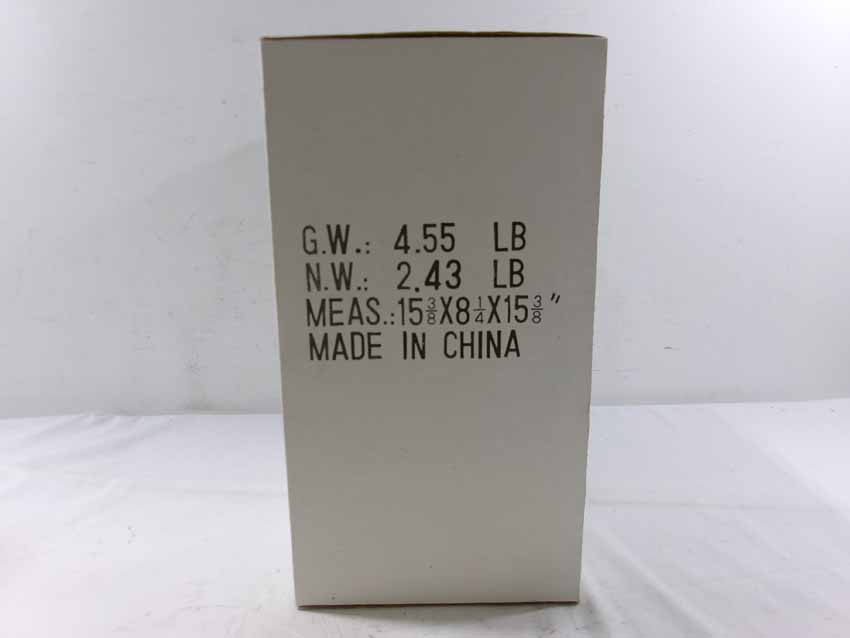 G.W.: 4.55 LB
N.W.: 2.43 LB
MEAS.:15⅜X8¼X15⅜"
MADE IN CHINA